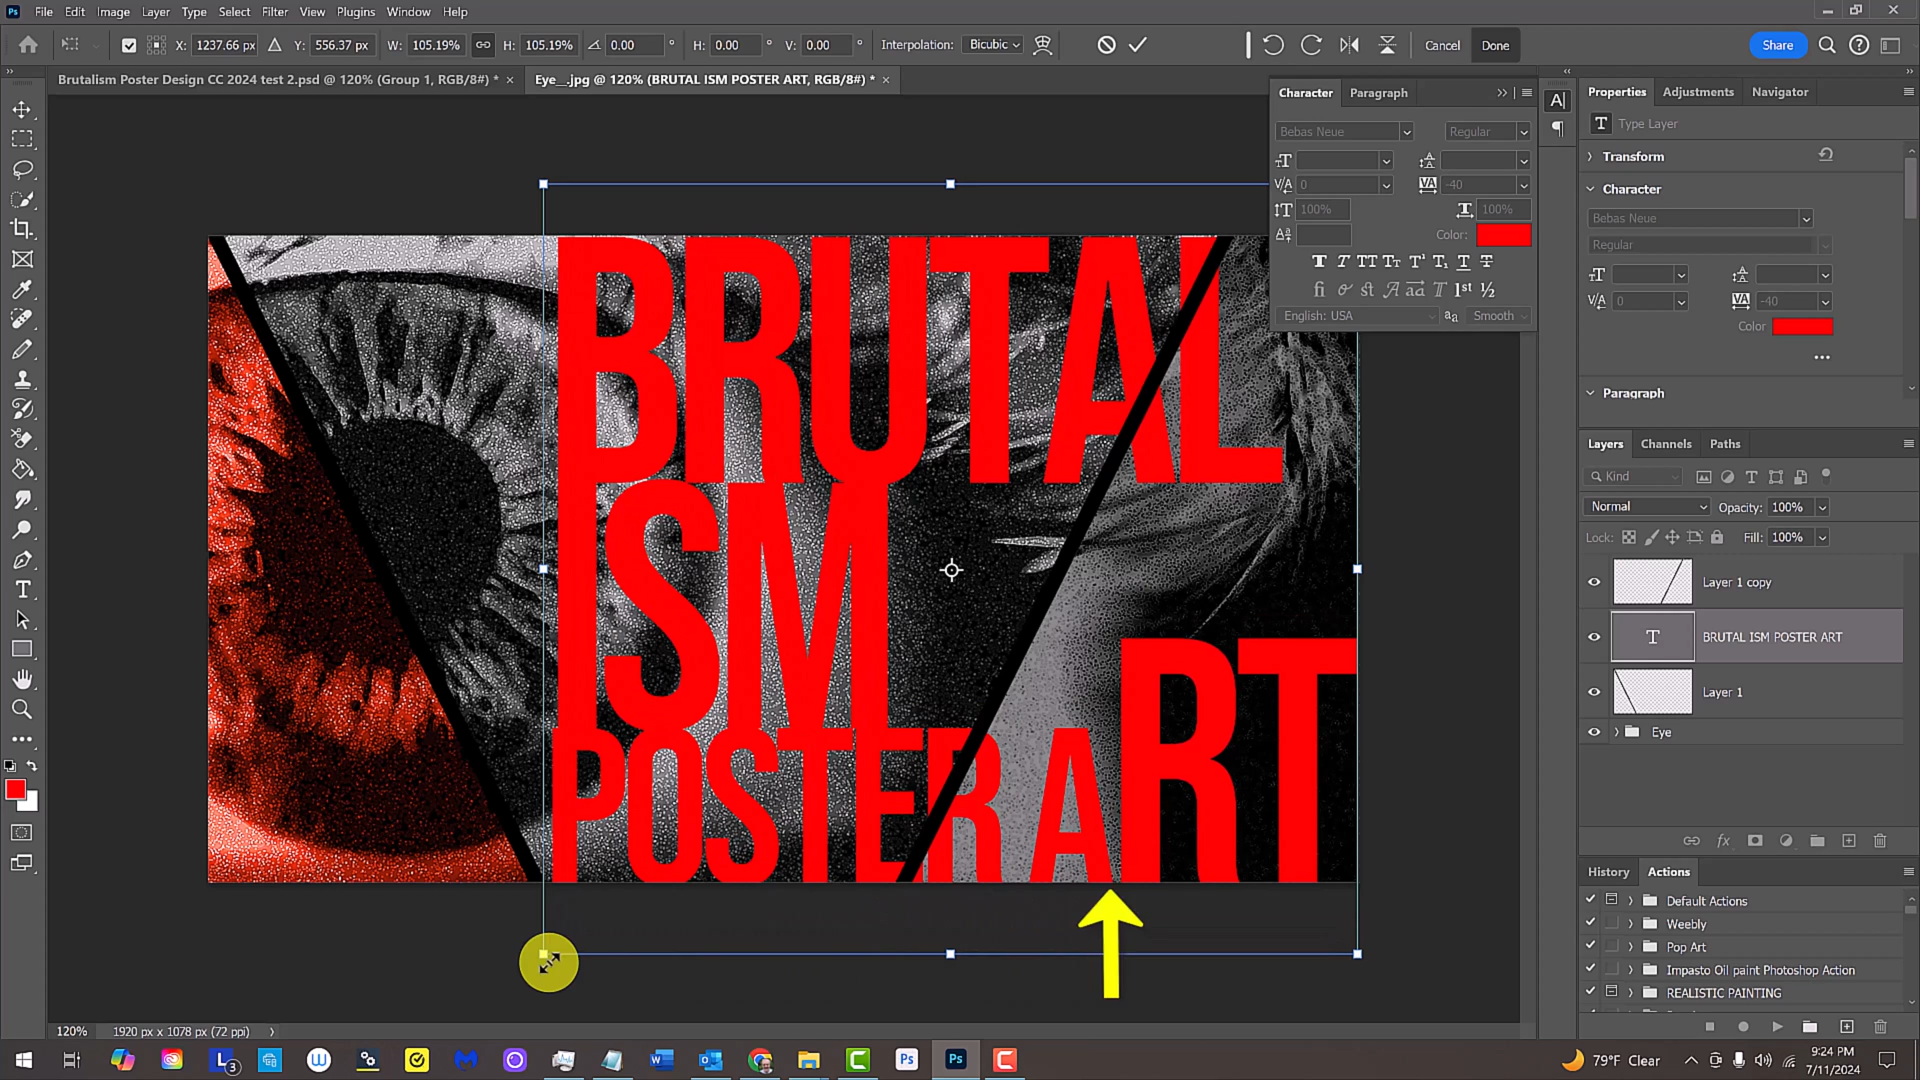 Ps File Edit Image Layer Type Select Filter View Plugins Window Help
X: 1237.66 px Y: 556.37 px W: 105.19% H: 105.19% 0.00 ° H: 0.00 ° V: 0.00 ° Interpolation: Bicubic Cancel Done Share
Brutalism Poster Design CC 2024 test 2.psd @ 120% (Group 1, RGB/8#) * × Eye__.jpg @ 120% (BRUTAL ISM POSTER ART, RGB/8#) * ×
Character Paragraph
Bebas Neue Regular
0 -40
100% 100%
Color:
English: USA Smooth
Properties Adjustments Navigator
Type Layer
Transform
Character
Bebas Neue
Regular
0 -40
Color
Paragraph
Layers Channels Paths
Kind
Normal Opacity: 100%
Lock: Fill: 100%
Layer 1 copy
BRUTAL ISM POSTER ART
Layer 1
Eye
History Actions
Default Actions
Weebly
Pop Art
Impasto Oil paint Photoshop Action
REALISTIC PAINTING
BRUTAL
ISM
POSTER ART
120% 1920 px x 1078 px (72 ppi)
79°F Clear
9:24 PM
7/11/2024